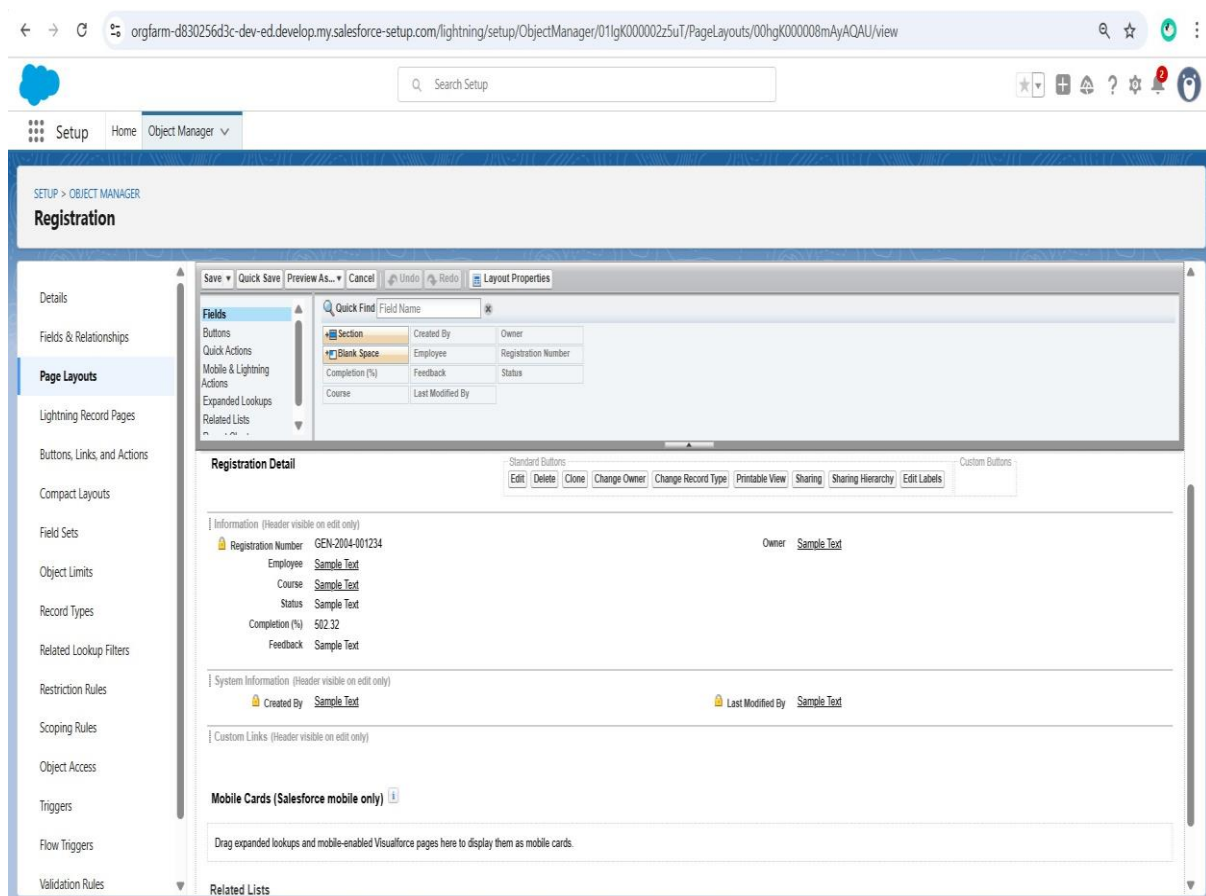 orgfarm-d830256d3c-dev-ed.develop.my.salesforce-setup.com/lightning/setup/ObjectManager/01IgK000002z5uT/PageLayouts/00hgK000008mAyAQAU/view
Search Setup
2
Setup Home Object Manager
SETUP > OBJECT MANAGER
Registration
Details
Fields & Relationships
Page Layouts
Lightning Record Pages
Buttons, Links, and Actions
Compact Layouts
Field Sets
Object Limits
Record Types
Related Lookup Filters
Restriction Rules
Scoping Rules
Object Access
Triggers
Flow Triggers
Validation Rules
Save Quick Save Preview As... Cancel Undo Redo Layout Properties
Fields
Buttons
Quick Actions
Mobile & Lightning
Actions
Expanded Lookups
Related Lists
Quick Find Field Name
Section Created By Owner
Blank Space Employee Registration Number
Completion (%) Feedback Status
Course Last Modified By
Registration Detail
Standard Buttons
Edit Delete Clone Change Owner Change Record Type Printable View Sharing Sharing Hierarchy Edit Labels
Custom Buttons
Information (Header visible on edit only)
Registration Number GEN-2004-001234 Owner Sample Text
Employee Sample Text
Course Sample Text
Status Sample Text
Completion (%) 502.32
Feedback Sample Text
System Information (Header visible on edit only)
Created By Sample Text Last Modified By Sample Text
Custom Links (Header visible on edit only)
Mobile Cards (Salesforce mobile only) i
Drag expanded lookups and mobile-enabled Visualforce pages here to display them as mobile cards.
Related Lists